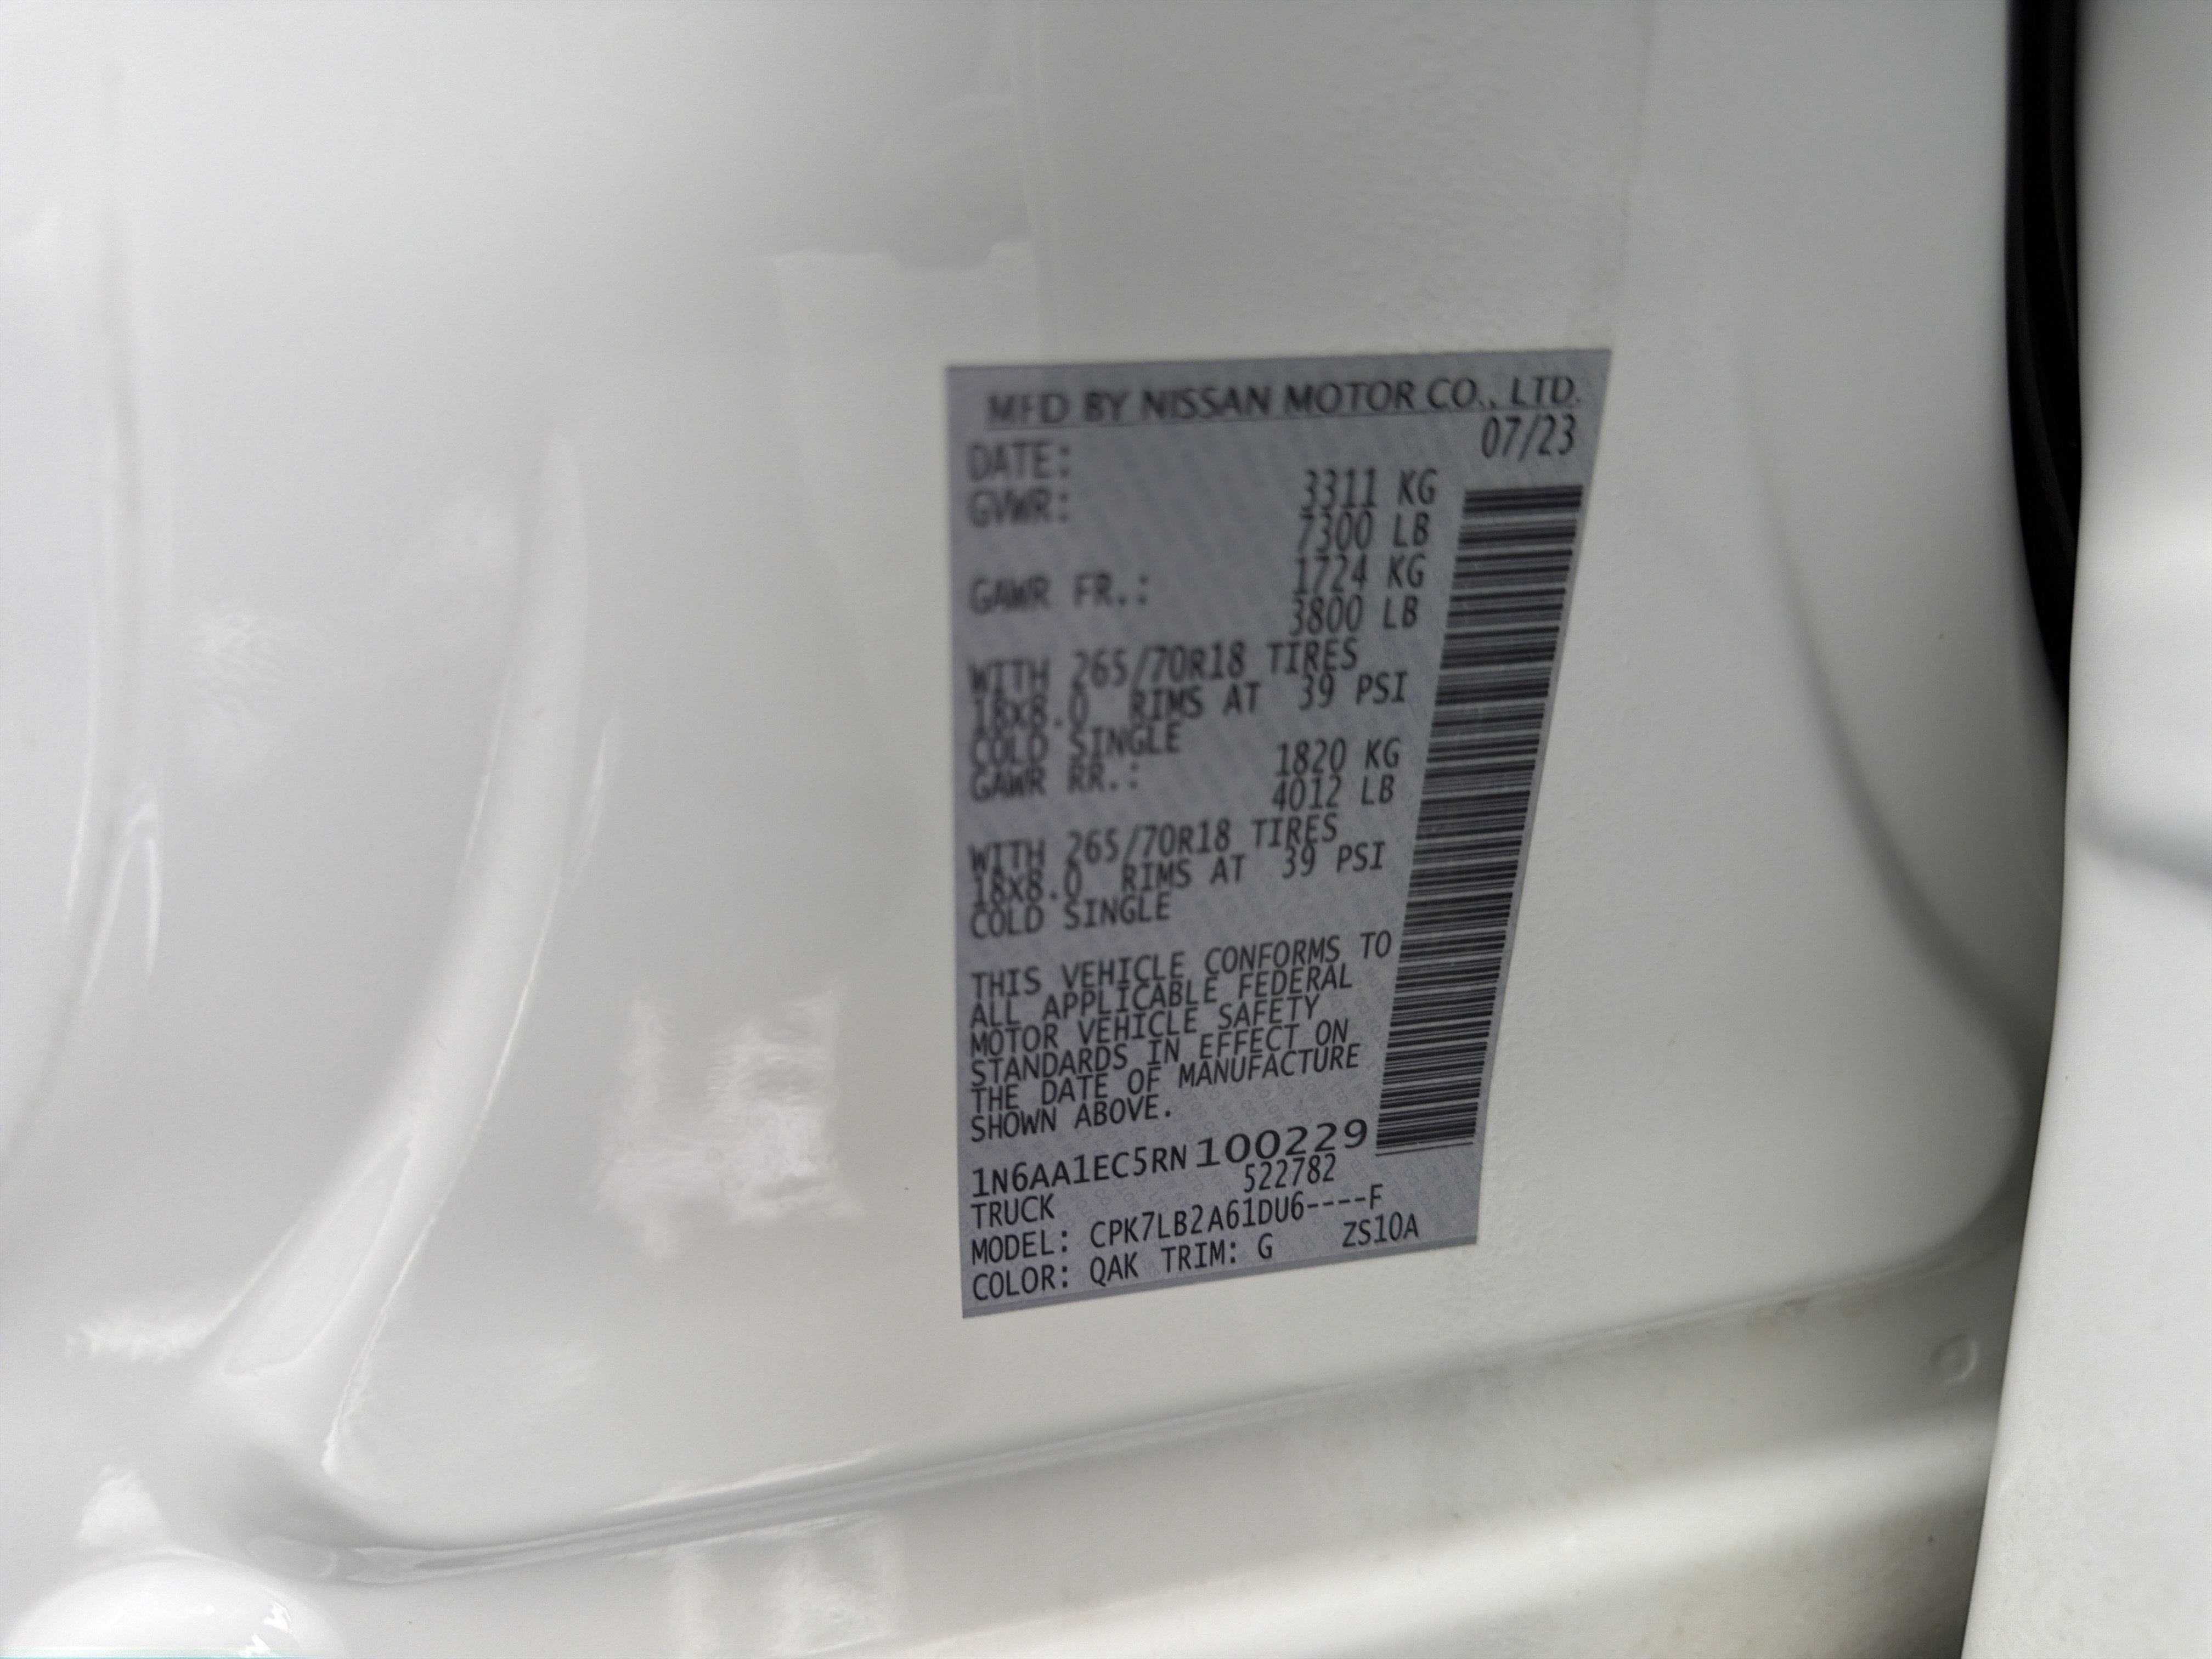 MFD BY NISSAN MOTOR CO., LTD.
DATE: 07/23
GVWR: 3311 KG
7300 LB
GAWR FR.: 1724 KG
3800 LB
WITH 265/70R18 TIRES
18X8.0 RIMS AT 39 PSI
COLD SINGLE
GAWR RR.: 1820 KG
4012 LB
WITH 265/70R18 TIRES
18X8.0 RIMS AT 39 PSI
COLD SINGLE
THIS VEHICLE CONFORMS TO
ALL APPLICABLE FEDERAL
MOTOR VEHICLE SAFETY
STANDARDS IN EFFECT ON
THE DATE OF MANUFACTURE
SHOWN ABOVE.
1N6AA1EC5RN100229
TRUCK 522782
MODEL: CPK7LB2A61DU6----F
COLOR: QAK TRIM: G ZS10A